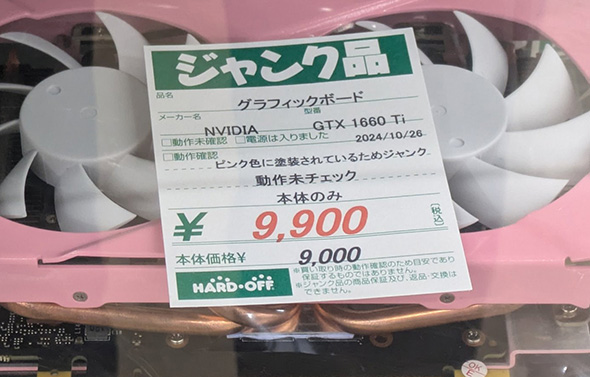 ジャンク品
品名
グラフィックボード
メーカー名 型番
NVIDIA GTX 1660 Ti
□動作未確認 □電源は入りました 2024/10/26
□動作確認 ピンク色に塗装されているためジャンク
動作未チェック
本体のみ
¥ 9,900 [税込]
本体価格¥ 9,000
HARD・OFF
※買い取り時の動作確認のため目安であり
保証するものではありません。
※ジャンク品の商品保証及び、返品・交換は
できません。
OK